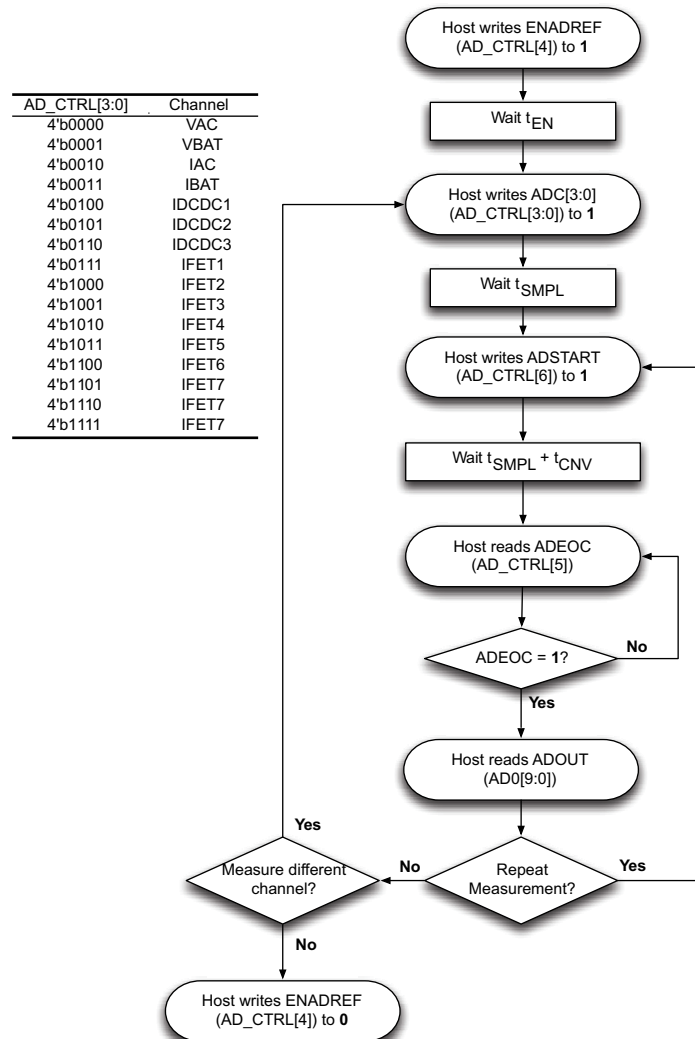 AD_CTRL[3:0] Channel
4'b0000 VAC
4'b0001 VBAT
4'b0010 IAC
4'b0011 IBAT
4'b0100 IDCDC1
4'b0101 IDCDC2
4'b0110 IDCDC3
4'b0111 IFET1
4'b1000 IFET2
4'b1001 IFET3
4'b1010 IFET4
4'b1011 IFET5
4'b1100 IFET6
4'b1101 IFET7
4'b1110 IFET7
4'b1111 IFET7
Host writes ENADREF
(AD_CTRL[4]) to 1
Wait tEN
Host writes ADC[3:0]
(AD_CTRL[3:0]) to 1
Wait tSMPL
Host writes ADSTART
(AD_CTRL[6]) to 1
Wait tSMPL + tCNV
Host reads ADEOC
(AD_CTRL[5])
ADEOC = 1?
No
Yes
Host reads ADOUT
(AD0[9:0])
Repeat
Measurement?
Yes
No
Measure different
channel?
Yes
No
Host writes ENADREF
(AD_CTRL[4]) to 0